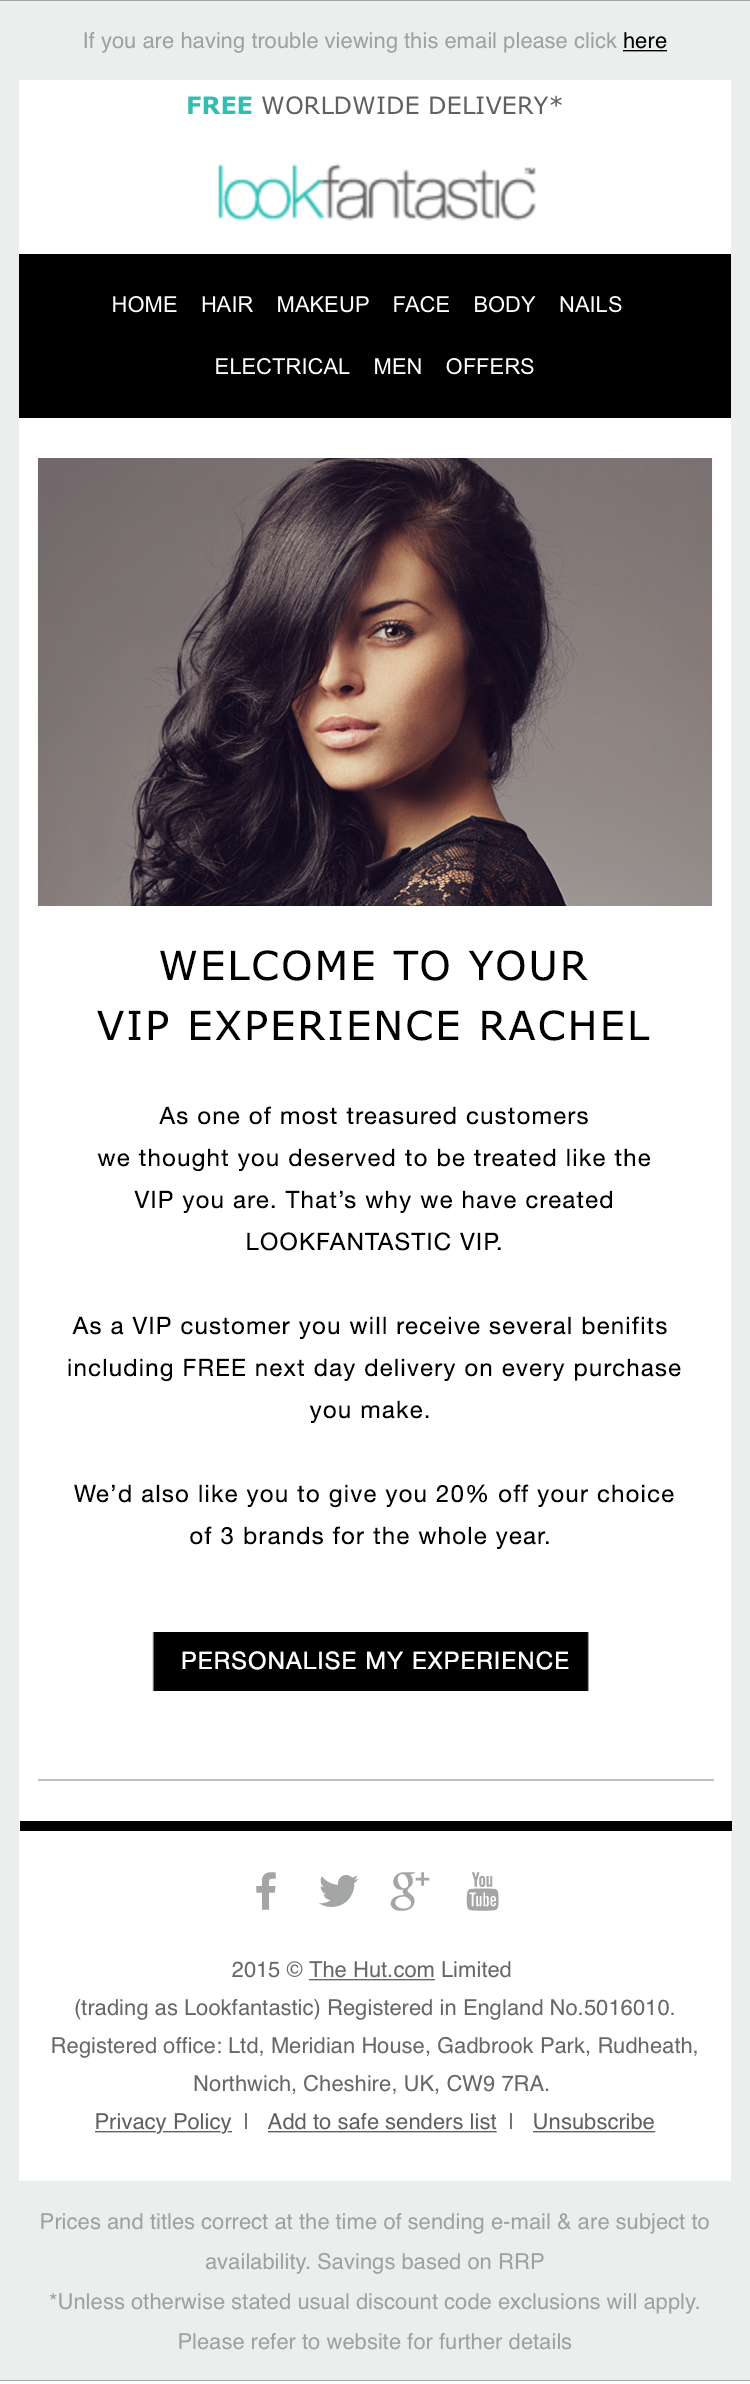 If you are having trouble viewing this email please click here
FREE WORLDWIDE DELIVERY*
lookfantastic™
HOME HAIR MAKEUP FACE BODY NAILS
ELECTRICAL MEN OFFERS
WELCOME TO YOUR
VIP EXPERIENCE RACHEL
As one of most treasured customers
we thought you deserved to be treated like the
VIP you are. That’s why we have created
LOOKFANTASTIC VIP.
As a VIP customer you will receive several benifits
including FREE next day delivery on every purchase
you make.
We’d also like you to give you 20% off your choice
of 3 brands for the whole year.
PERSONALISE MY EXPERIENCE
f g+ You Tube
2015 © The Hut.com Limited
(trading as Lookfantastic) Registered in England No.5016010.
Registered office: Ltd, Meridian House, Gadbrook Park, Rudheath,
Northwich, Cheshire, UK, CW9 7RA.
Privacy Policy | Add to safe senders list | Unsubscribe
Prices and titles correct at the time of sending e-mail & are subject to
availability. Savings based on RRP
*Unless otherwise stated usual discount code exclusions will apply.
Please refer to website for further details